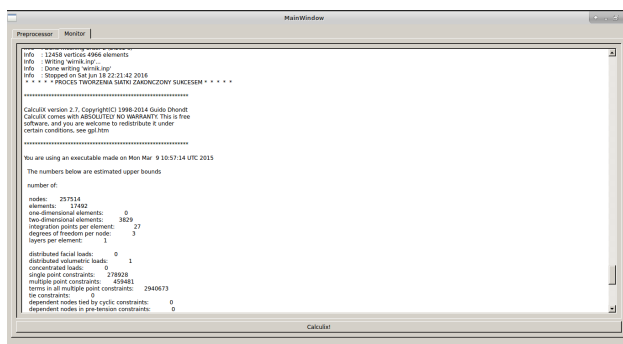 MainWindow
Preprocessor Monitor
Info : 12458 vertices 4966 elements
Info : Writing 'wirnik.inp'...
Info : Done writing 'wirnik.inp'
Info : Stopped on Sat Jun 18 22:21:42 2016
* * * * * PROCES TWORZENIA SIATKI ZAKONCZONY SUKCESEM * * * * *
************************************************************
CalculiX version 2.7, Copyright(C) 1998-2014 Guido Dhondt
CalculiX comes with ABSOLUTELY NO WARRANTY. This is free
software, and you are welcome to redistribute it under
certain conditions, see gpl.htm
************************************************************
You are using an executable made on Mon Mar 9 10:57:14 UTC 2015
The numbers below are estimated upper bounds
number of:
nodes: 257514
elements: 17492
one-dimensional elements: 0
two-dimensional elements: 3829
integration points per element: 27
degrees of freedom per node: 3
layers per element: 1
distributed facial loads: 0
distributed volumetric loads: 1
concentrated loads: 0
single point constraints: 278928
multiple point constraints: 459481
terms in all multiple point constraints: 2940673
tie constraints: 0
dependent nodes tied by cyclic constraints: 0
dependent nodes in pre-tension constraints: 0
Calculix!